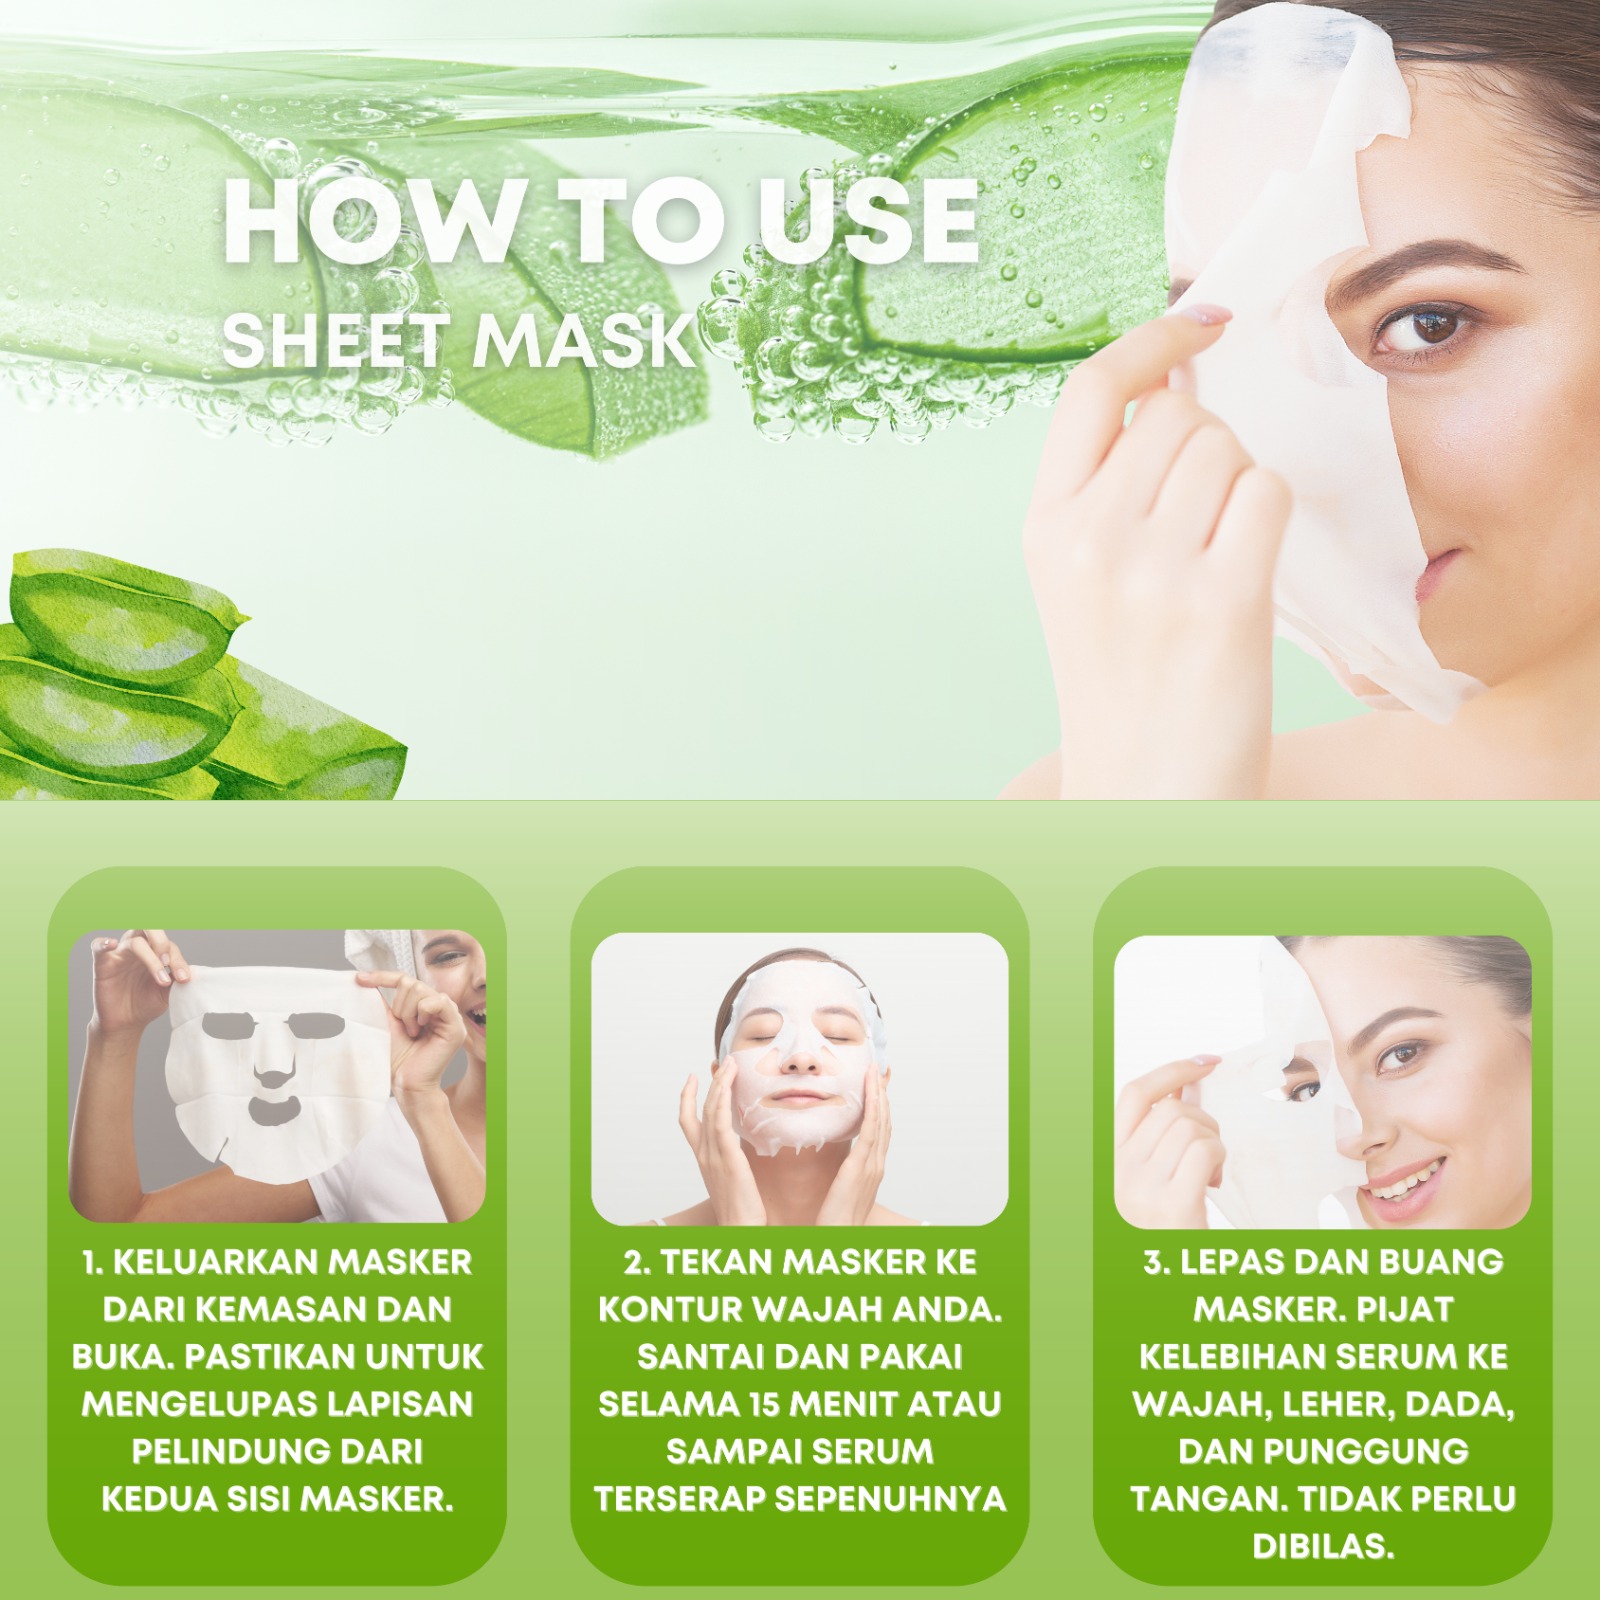 HOW TO USE
SHEET MASK
1. KELUARKAN MASKER
DARI KEMASAN DAN
BUKA. PASTIKAN UNTUK
MENGELUPAS LAPISAN
PELINDUNG DARI
KEDUA SISI MASKER.
2. TEKAN MASKER KE
KONTUR WAJAH ANDA.
SANTAI DAN PAKAI
SELAMA 15 MENIT ATAU
SAMPAI SERUM
TERSERAP SEPENUHNYA
3. LEPAS DAN BUANG
MASKER. PIJAT
KELEBIHAN SERUM KE
WAJAH, LEHER, DADA,
DAN PUNGGUNG
TANGAN. TIDAK PERLU
DIBILAS.